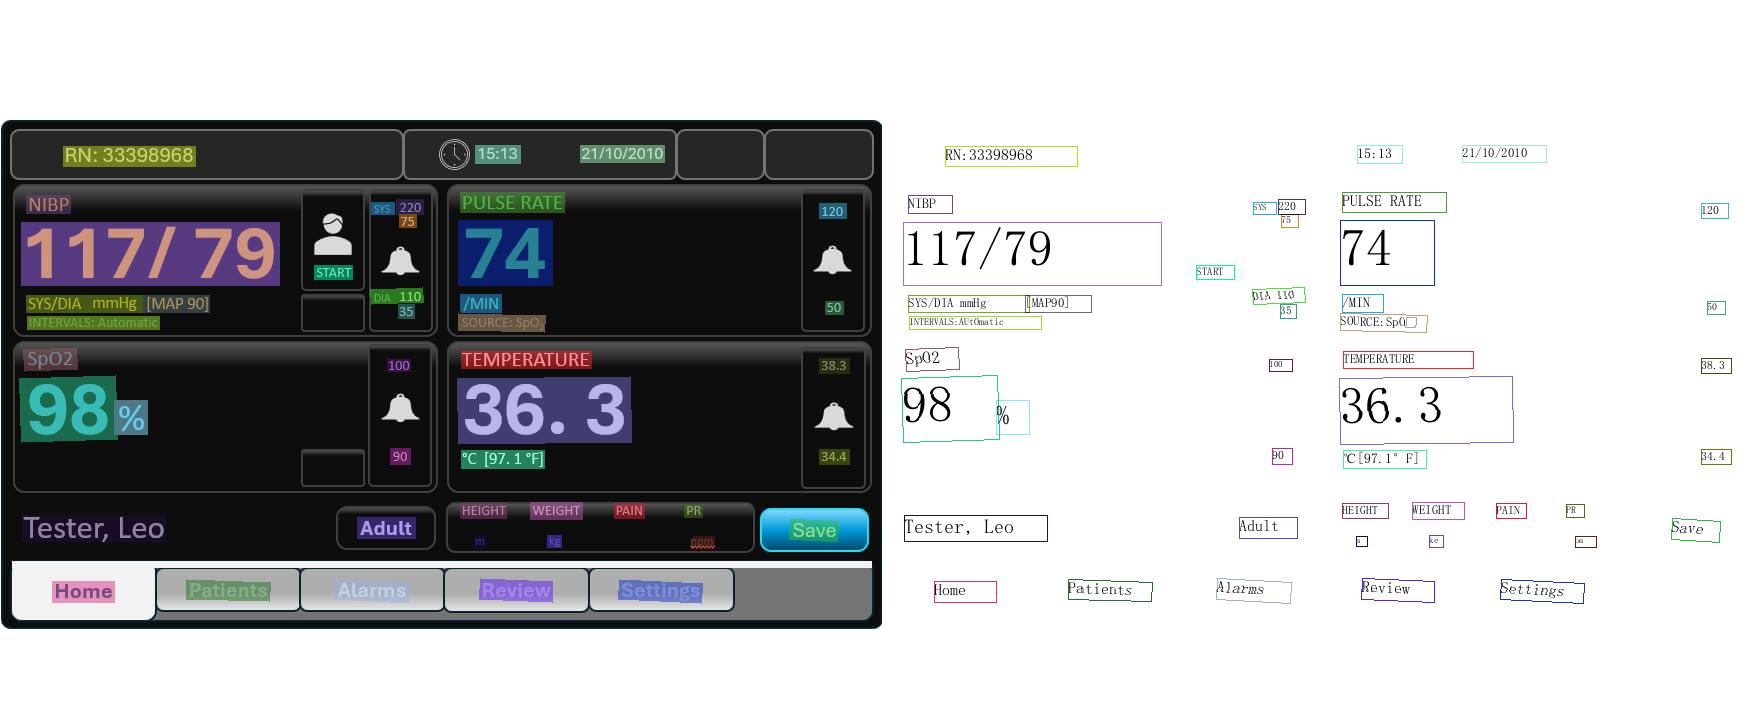 RN: 33398968 15:13 21/10/2010
NIBP
117/ 79
SYS/DIA mmHg [MAP 90]
INTERVALS: Automatic
START
SYS 220
75
DIA 110
35
PULSE RATE
74
/MIN
SOURCE: SpO2
120
50
SpO2
98 %
100
90
TEMPERATURE
36. 3
°C [97. 1 °F]
38.3
34.4
Tester, Leo
Adult
HEIGHT WEIGHT PAIN PR
m kg npm
Save
Home Patients Alarms Review Settings
RN:33398968 15:13 21/10/2010
NIBP
117/79
SYS/DIA mmHg [MAP90]
INTERVALS:AUtOmatic
START
SYS 220
75
DIA 110
35
PULSE RATE
74
/MIN
SOURCE:SpO□
120
50
SpO2
98 %
100
90
TEMPERATURE
36. 3
℃[97.1° F]
38.3
34.4
Tester, Leo
Adult
HEIGHT WEIGHT PAIN PR
Save
Home Patients Alarms Review Settings